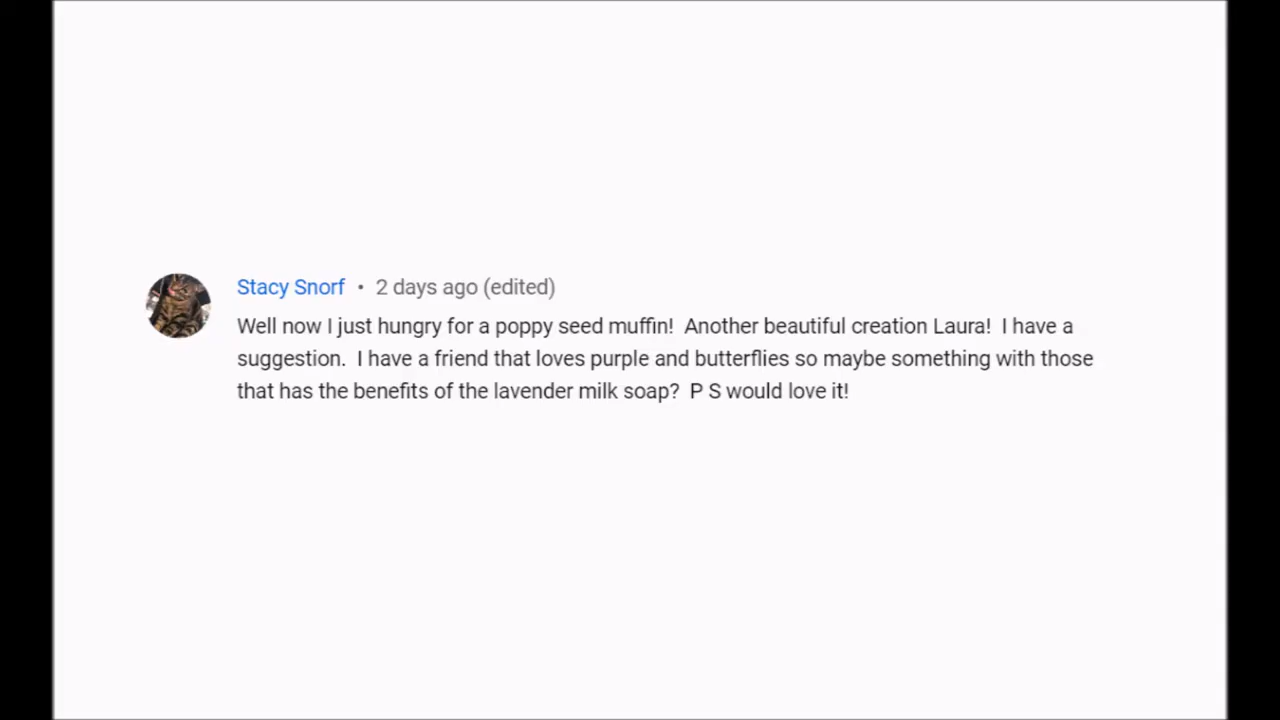 Stacy Snorf • 2 days ago (edited)
Well now I just hungry for a poppy seed muffin!  Another beautiful creation Laura!  I have a
suggestion.  I have a friend that loves purple and butterflies so maybe something with those
that has the benefits of the lavender milk soap?  P S would love it!